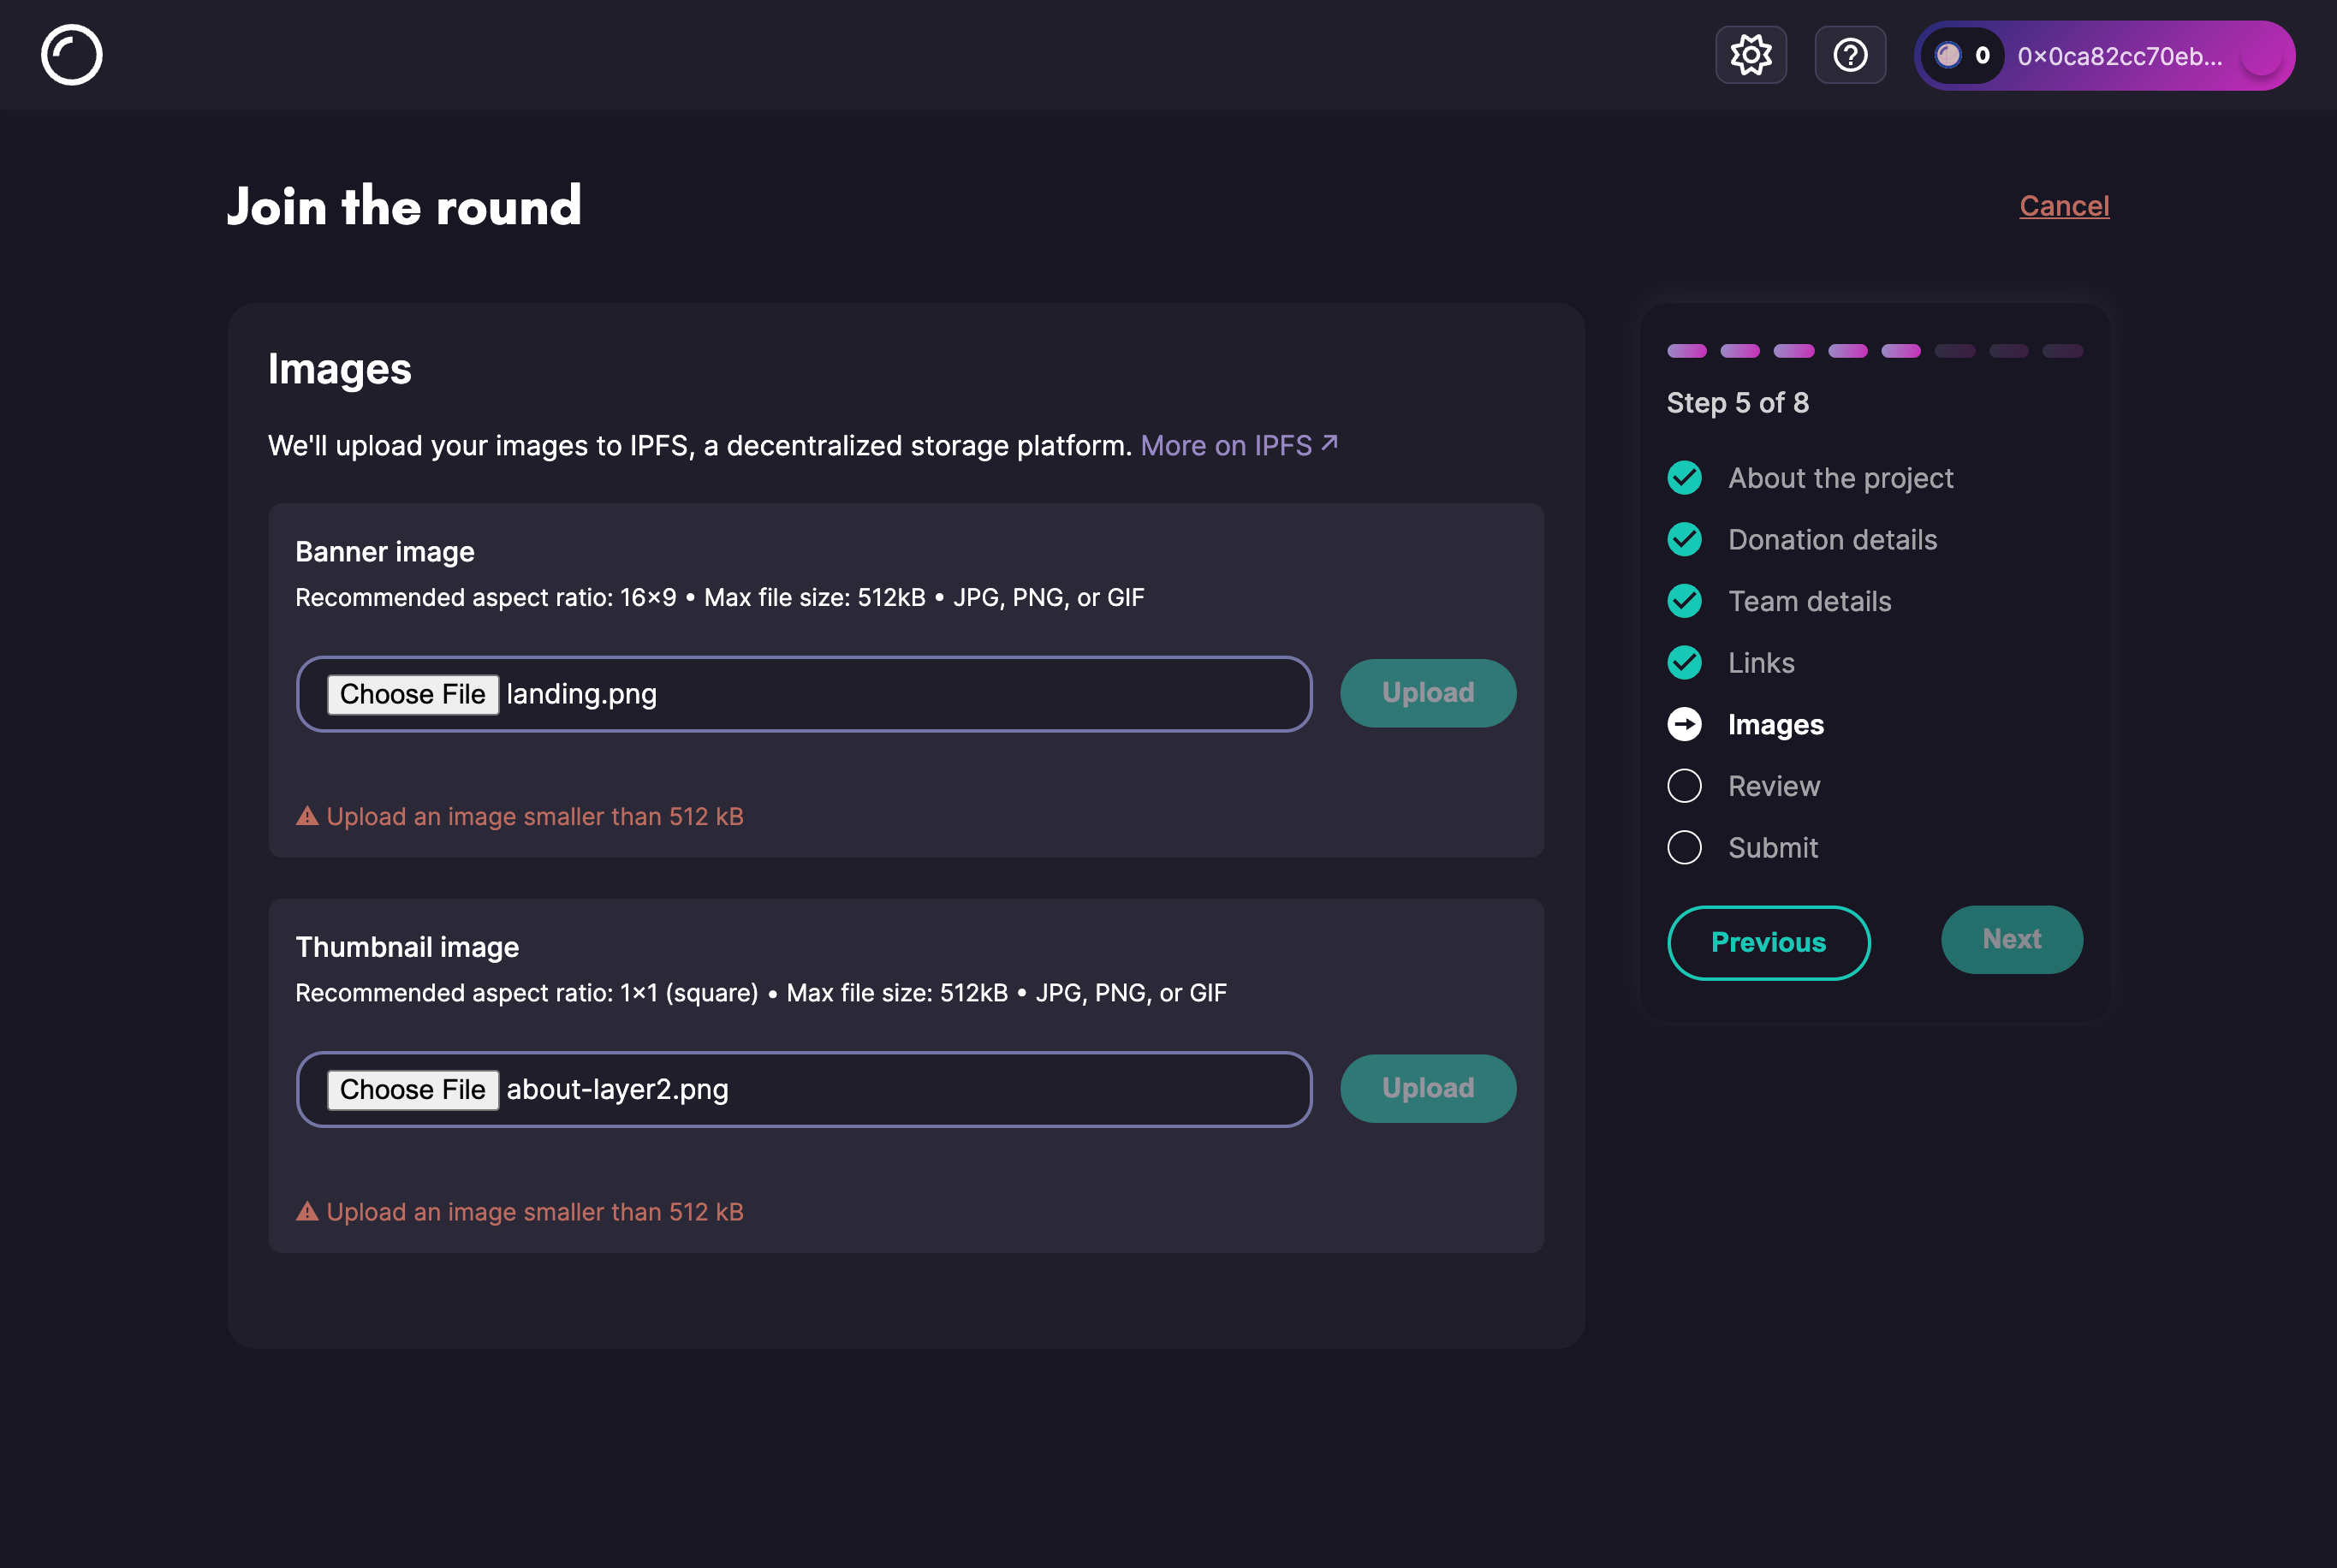 0 0×0ca82cc70eb...
Join the round
Cancel
Images
We'll upload your images to IPFS, a decentralized storage platform. More on IPFS ↗
Banner image
Recommended aspect ratio: 16×9 • Max file size: 512kB • JPG, PNG, or GIF
Choose File landing.png
Upload
Upload an image smaller than 512 kB
Thumbnail image
Recommended aspect ratio: 1×1 (square) • Max file size: 512kB • JPG, PNG, or GIF
Choose File about-layer2.png
Upload
Upload an image smaller than 512 kB
Step 5 of 8
About the project
Donation details
Team details
Links
Images
Review
Submit
Previous
Next